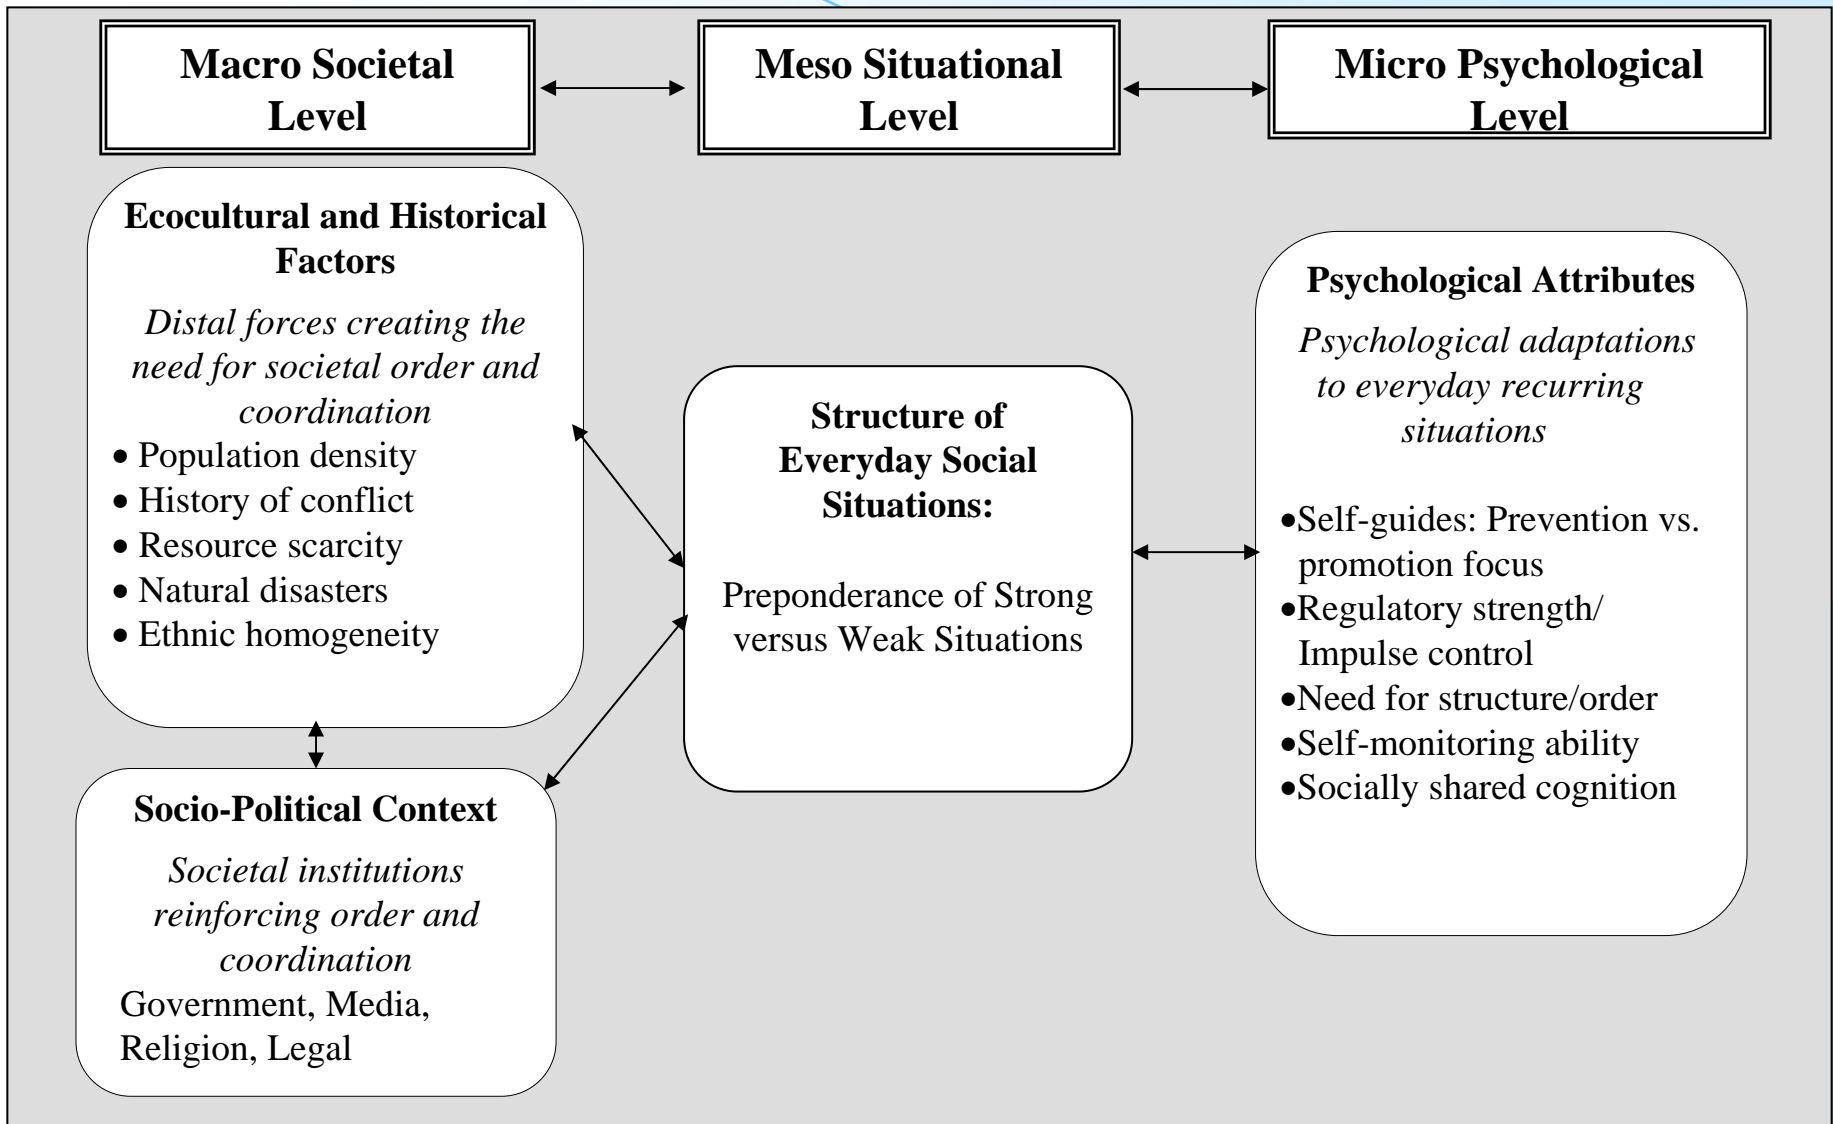 Macro Societal
Level
Meso Situational
Level
Micro Psychological
Level
Ecocultural and Historical
Factors
Distal forces creating the
need for societal order and
coordination
• Population density
• History of conflict
• Resource scarcity
• Natural disasters
• Ethnic homogeneity
Socio-Political Context
Societal institutions
reinforcing order and
coordination
Government, Media,
Religion, Legal
Structure of
Everyday Social
Situations:
Preponderance of Strong
versus Weak Situations
Psychological Attributes
Psychological adaptations
to everyday recurring
situations
•Self-guides: Prevention vs.
promotion focus
•Regulatory strength/
Impulse control
•Need for structure/order
•Self-monitoring ability
•Socially shared cognition